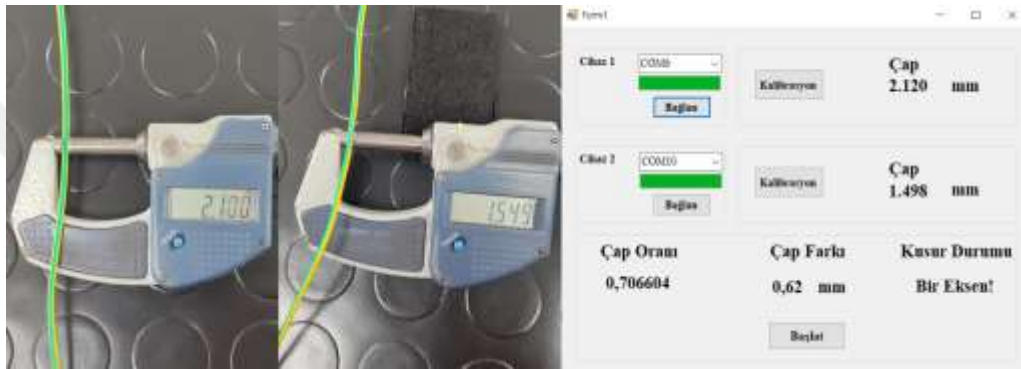 2.100
1.549
Form1
Cihaz 1
COM6
Bağlan
Kalibrasyon
Çap
2.120 mm
Cihaz 2
COM10
Bağlan
Kalibrasyon
Çap
1.498 mm
Çap Oranı
Çap Farkı
Kusur Durumu
0,706604
0,62 mm
Bir Eksen!
Başlat